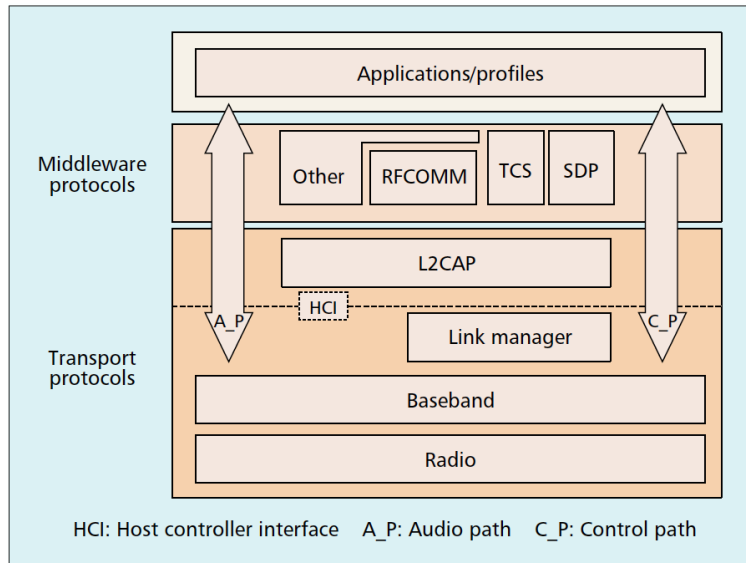 Applications/profiles
Middleware
protocols
Other
RFCOMM
TCS
SDP
L2CAP
HCI
A_P
C_P
Link manager
Transport
protocols
Baseband
Radio
HCI: Host controller interface A_P: Audio path C_P: Control path